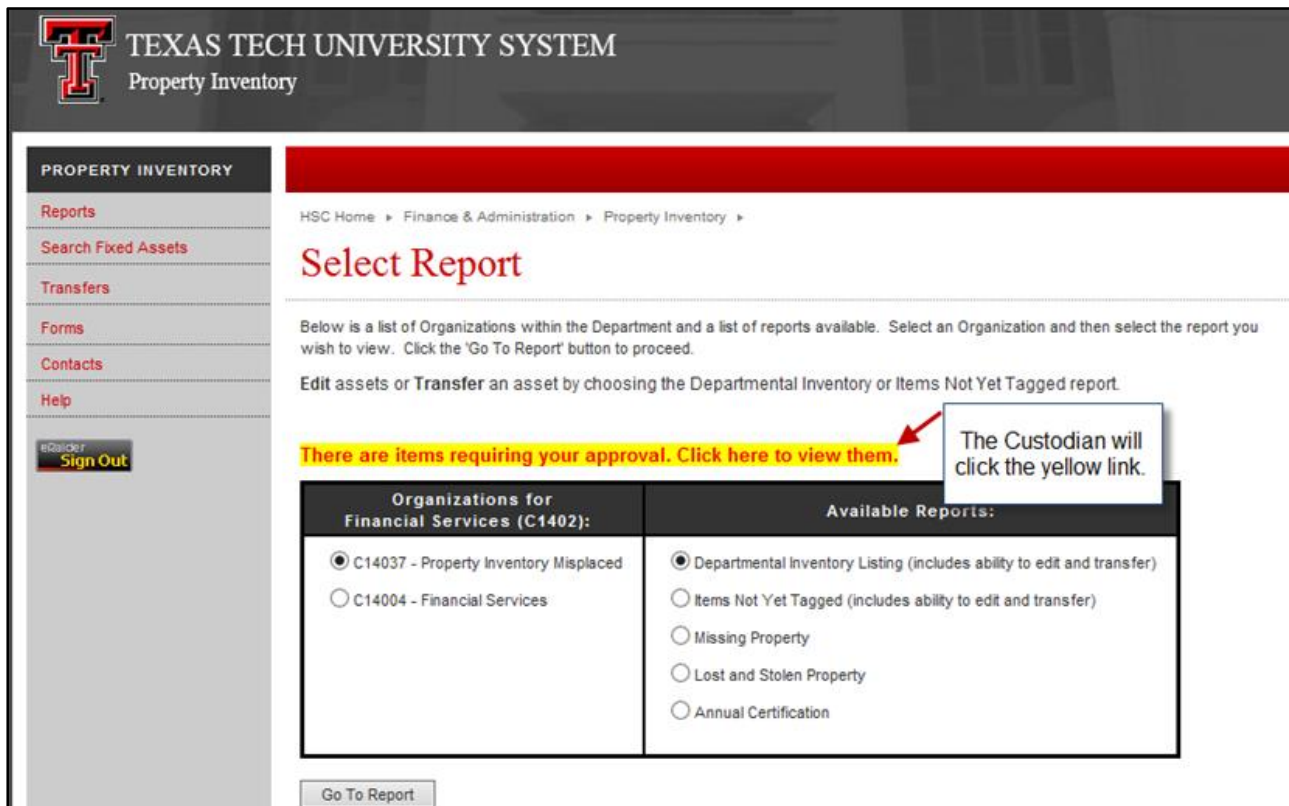 TEXAS TECH UNIVERSITY SYSTEM
Property Inventory
PROPERTY INVENTORY
Reports
Search Fixed Assets
Transfers
Forms
Contacts
Help
eRaider
Sign Out
HSC Home ▸ Finance & Administration ▸ Property Inventory ▸
Select Report
Below is a list of Organizations within the Department and a list of reports available. Select an Organization and then select the report you
wish to view. Click the 'Go To Report' button to proceed.
Edit assets or Transfer an asset by choosing the Departmental Inventory or Items Not Yet Tagged report.
There are items requiring your approval. Click here to view them.
The Custodian will
click the yellow link.
Organizations for
Financial Services (C1402):
C14037 - Property Inventory Misplaced
C14004 - Financial Services
Available Reports:
Departmental Inventory Listing (includes ability to edit and transfer)
Items Not Yet Tagged (includes ability to edit and transfer)
Missing Property
Lost and Stolen Property
Annual Certification
Go To Report